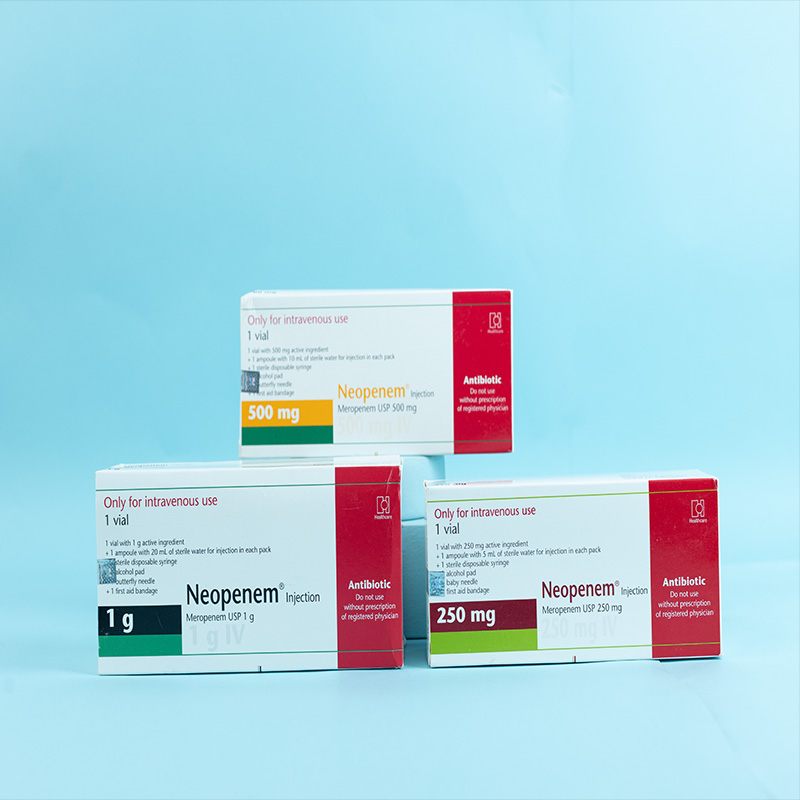 Only for intravenous use
1 vial
1 vial with 500 mg active ingredient
+ 1 ampoule with 10 mL of sterile water for injection in each pack
+ 1 sterile disposable syringe
alcohol pad
butterfly needle
first aid bandage
500 mg
Neopenem® Injection
Meropenem USP 500 mg
500 mg IV
Healthcare
Antibiotic
Do not use
without prescription
of registered physician
Only for intravenous use
1 vial
1 vial with 1 g active ingredient
+ 1 ampoule with 20 mL of sterile water for injection in each pack
+ 1 sterile disposable syringe
alcohol pad
butterfly needle
+ 1 first aid bandage
1 g
Neopenem® Injection
Meropenem USP 1 g
1 g IV
Healthcare
Antibiotic
Do not use
without prescription
of registered physician
Only for intravenous use
1 vial
1 vial with 250 mg active ingredient
+ 1 ampoule with 5 mL of sterile water for injection in each pack
+ 1 sterile disposable syringe
alcohol pad
baby needle
first aid bandage
250 mg
Neopenem® Injection
Meropenem USP 250 mg
250 mg IV
Healthcare
Antibiotic
Do not use
without prescription
of registered physician